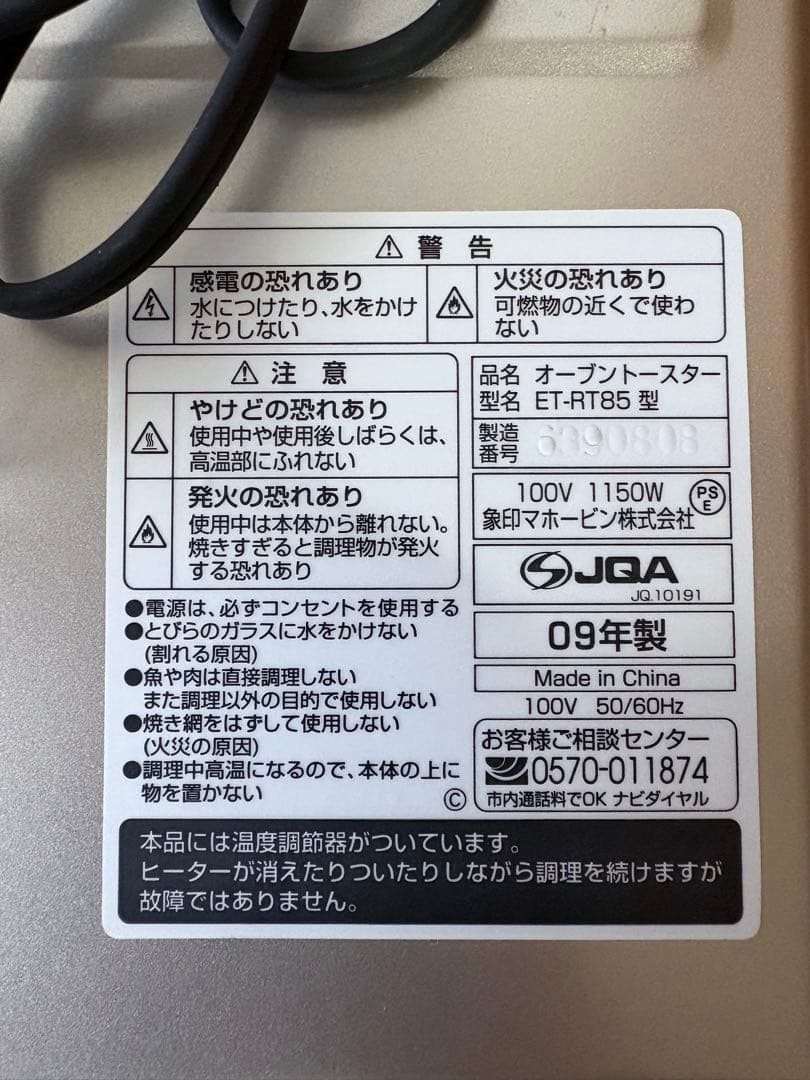 警告
感電の恐れあり
水につけたり、水をかけ
たりしない
火災の恐れあり
可燃物の近くで使わ
ない
注意
やけどの恐れあり
使用中や使用後しばらくは、
高温部にふれない
発火の恐れあり
使用中は本体から離れない。
焼きすぎると調理物が発火
する恐れあり
●電源は、必ずコンセントを使用する
●とびらのガラスに水をかけない
(割れる原因)
●魚や肉は直接調理しない
また調理以外の目的で使用しない
●焼き網をはずして使用しない
(火災の原因)
●調理中高温になるので、本体の上に
物を置かない
Ⓒ
品名 オーブントースター
型名 ET-RT85 型
製造
番号 6390808
100V 1150W
象印マホービン株式会社
PS
E
JQA
JQ.10191
09年製
Made in China
100V 50/60Hz
お客様ご相談センター
0570-011874
市内通話料でOK ナビダイヤル
本品には温度調節器がついています。
ヒーターが消えたりついたりしながら調理を続けますが
故障ではありません。